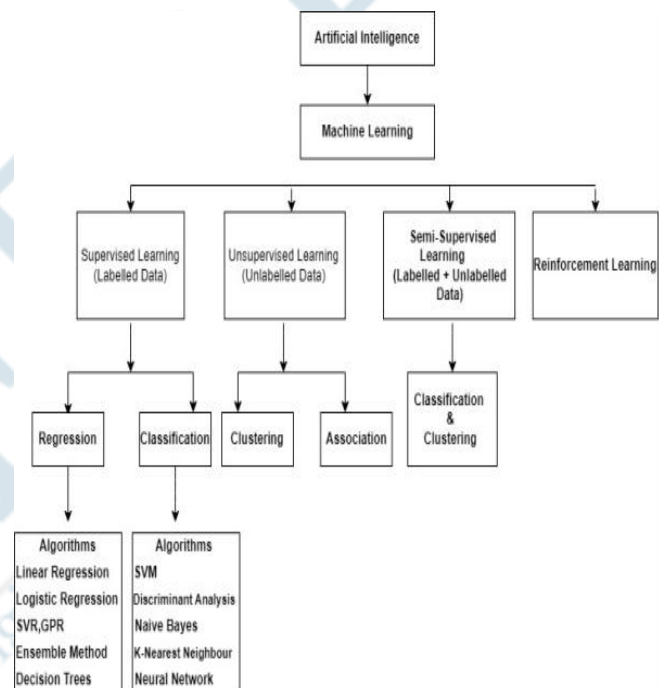 Artificial Intelligence
Machine Learning
Supervised Learning
(Labelled Data)
Unsupervised Learning
(Unlabelled Data)
Semi-Supervised
Learning
(Labelled + Unlabelled
Data)
Reinforcement Learning
Regression
Classification
Clustering
Association
Classification
&
Clustering
Algorithms
Linear Regression
Logistic Regression
SVR,GPR
Ensemble Method
Decision Trees
Algorithms
SVM
Discriminant Analysis
Naive Bayes
K-Nearest Neighbour
Neural Network